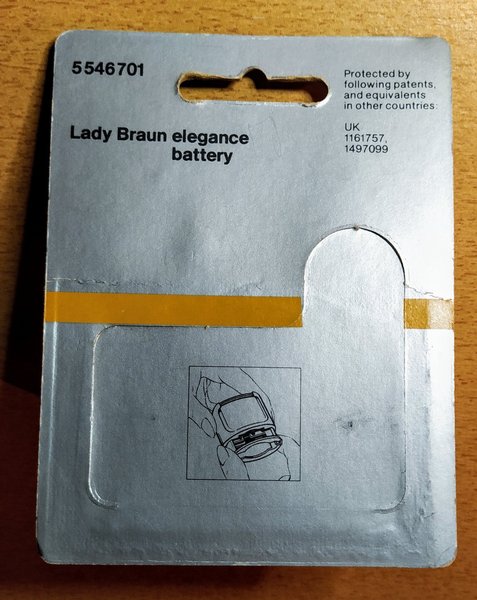 5546701
Protected by
following patents,
and equivalents
in other countries:
UK
1161757,
1497099
Lady Braun elegance
battery